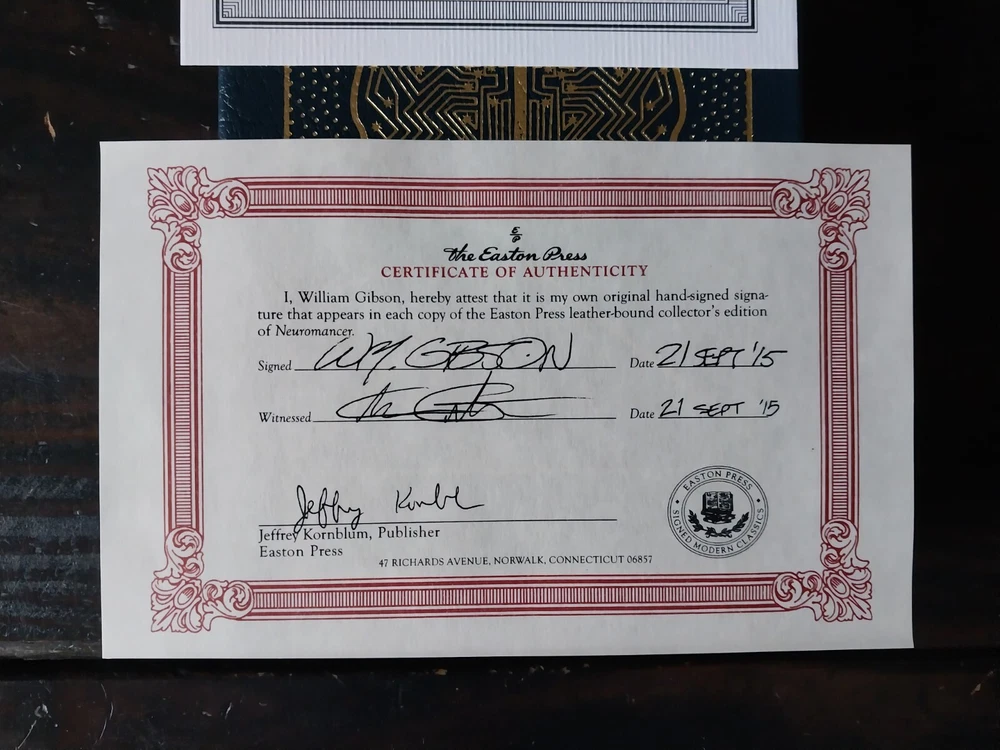 E/P
the Easton Press
CERTIFICATE OF AUTHENTICITY
I, William Gibson, hereby attest that it is my own original hand-signed signa-
ture that appears in each copy of the Easton Press leather-bound collector's edition
of Neuromancer.
Signed WM. GIBSON Date 21 SEPT '15
Witnessed Date 21 SEPT '15
Jeffry
Jeffrey Kornblum, Publisher
Easton Press
EASTON PRESS
SIGNED MODERN CLASSICS
47 RICHARDS AVENUE, NORWALK, CONNECTICUT 06857